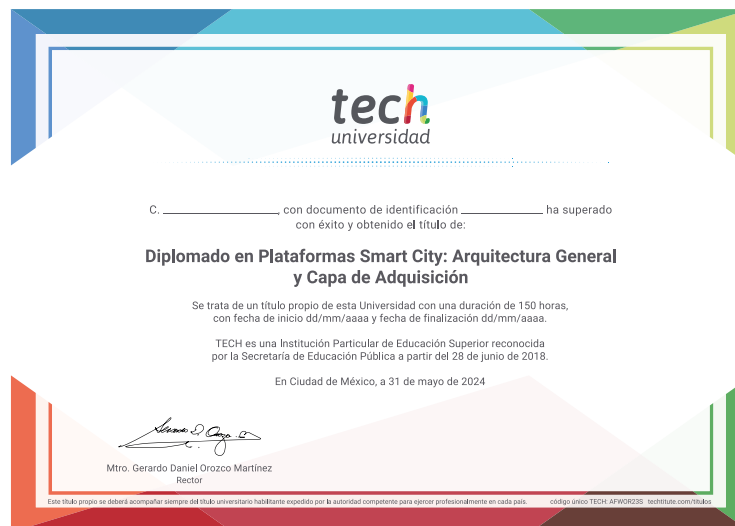 tech
universidad
C. ____________________, con documento de identificación ______________ ha superado
con éxito y obtenido el título de:
Diplomado en Plataformas Smart City: Arquitectura General
y Capa de Adquisición
Se trata de un título propio de esta Universidad con una duración de 150 horas,
con fecha de inicio dd/mm/aaaa y fecha de finalización dd/mm/aaaa.
TECH es una Institución Particular de Educación Superior reconocida
por la Secretaría de Educación Pública a partir del 28 de junio de 2018.
En Ciudad de México, a 31 de mayo de 2024
Mtro. Gerardo Daniel Orozco Martínez
Rector
Este título propio se deberá acompañar siempre del título universitario habilitante expedido por la autoridad competente para ejercer profesionalmente en cada país. código único TECH: AFWOR23S techtitute.com/titulos